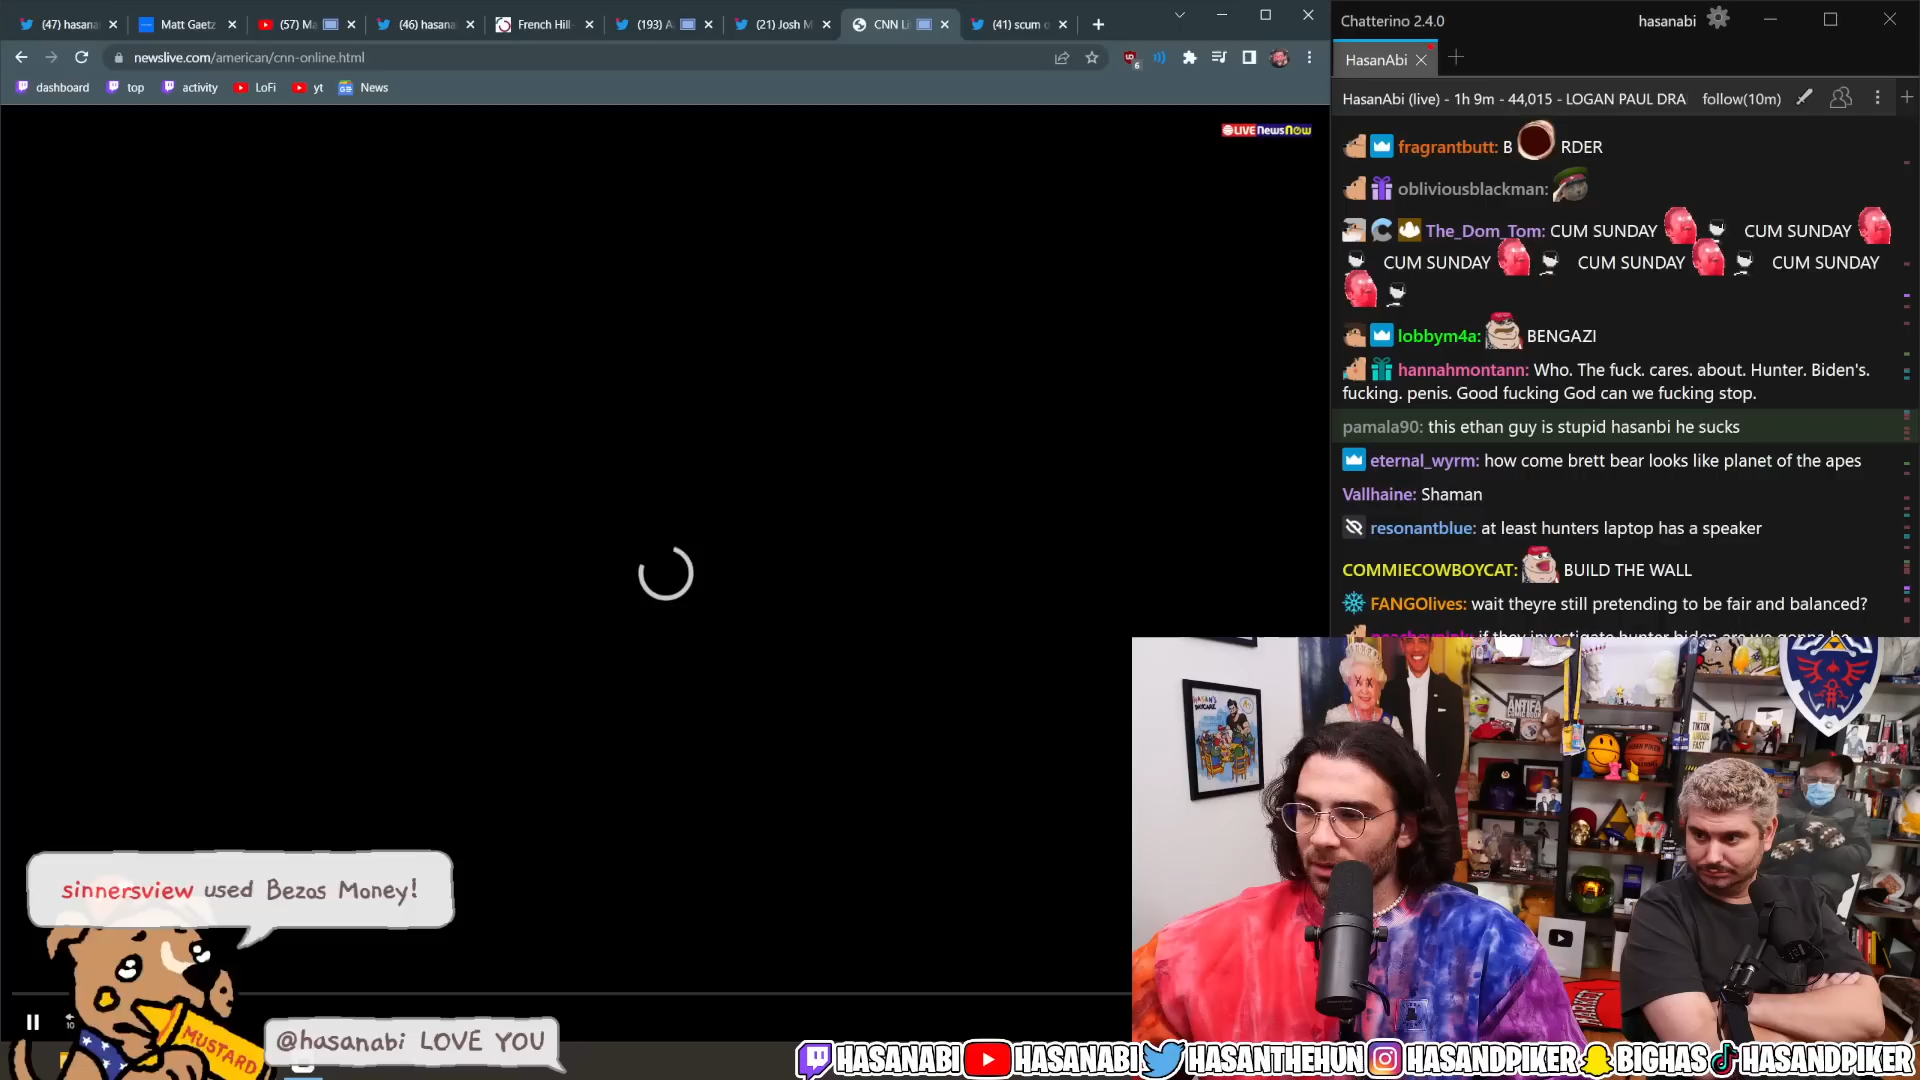 (47) hasana
Matt Gaetz
(57) Ma
(46) hasana
French Hill
(193) A
(21) Josh M
CNN Li
(41) scum o
newslive.com/american/cnn-online.html
6
dashboard
top
activity
LoFi
yt
News
LIVE NewsNow
Chatterino 2.4.0
hasanabi
HasanAbi
HasanAbi (live) - 1h 9m - 44,015 - LOGAN PAUL DRA
follow(10m)
fragrantbutt: B RDER
obliviousblackman:
The_Dom_Tom: CUM SUNDAY CUM SUNDAY
CUM SUNDAY CUM SUNDAY CUM SUNDAY
lobbym4a: BENGAZI
hannahmontann: Who. The fuck. cares. about. Hunter. Biden's.
fucking. penis. Good fucking God can we fucking stop.
pamala90: this ethan guy is stupid hasanbi he sucks
eternal_wyrm: how come brett bear looks like planet of the apes
Vallhaine: Shaman
resonantblue: at least hunters laptop has a speaker
COMMIECOWBOYCAT: BUILD THE WALL
FANGOlives: wait theyre still pretending to be fair and balanced?
ANTIFA
sinnersview used Bezos Money!
MUSTARD
10
@hasanabi LOVE YOU
HASANABI HASANABI HASANTHEHUN HASANDPIKER BIGHAS HASANDPIKER